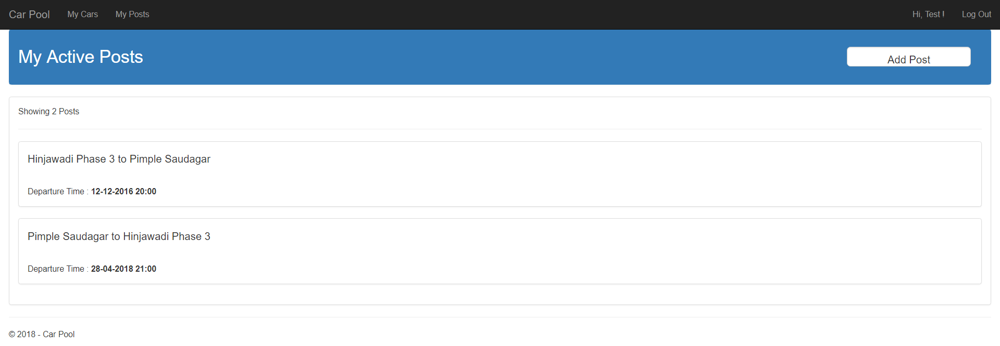 Car Pool My Cars My Posts Hi, Test ! Log Out
My Active Posts Add Post
Showing 2 Posts
Hinjawadi Phase 3 to Pimple Saudagar
Departure Time : 12-12-2016 20:00
Pimple Saudagar to Hinjawadi Phase 3
Departure Time : 28-04-2018 21:00
© 2018 - Car Pool